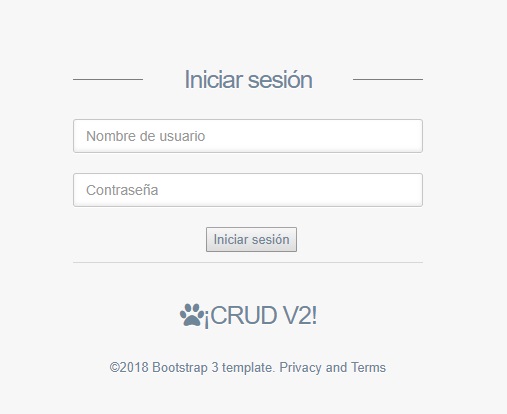 Iniciar sesión
Nombre de usuario
Contraseña
Iniciar sesión
¡CRUD V2!
©2018 Bootstrap 3 template. Privacy and Terms